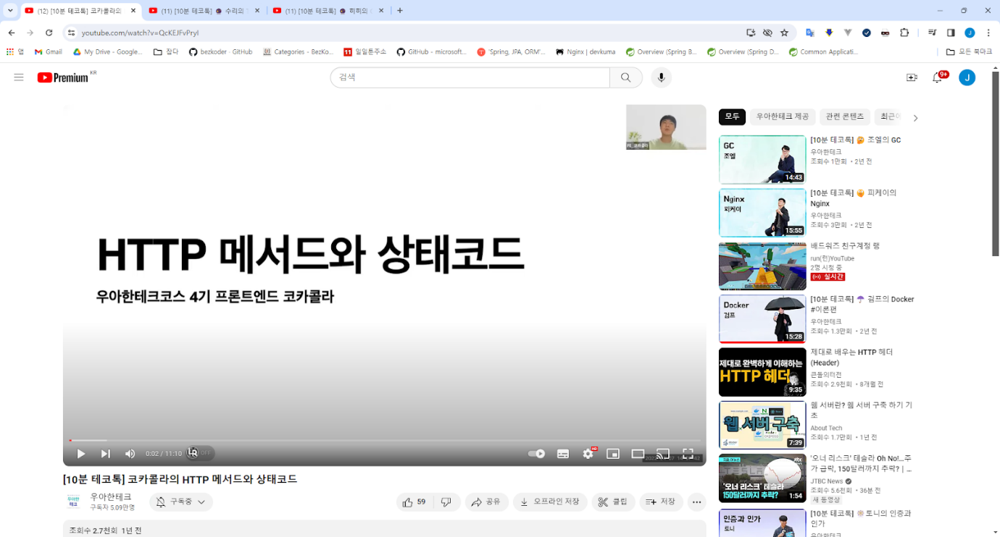 (12) [10분 테코톡] 코카콜라의
(11) [10분 테코톡] 🌚 수리의
(11) [10분 테코톡] 🌚 히히의
youtube.com/watch?v=QcKEJFvPryI
앱
Gmail
My Drive - Google...
잡다
bezkoder · GitHub
Categories - BezKo...
11 일일툰주소
GitHub - microsoft...
'Spring, JPA, ORM'...
Nginx | devkuma
Overview (Spring B...
Overview (Spring D...
Common Applicati...
모든 북마크
Premium KR
검색
9+
J
HTTP 메서드와 상태코드
우아한테크코스 4기 프론트엔드 코카콜라
FE_코카콜라
0:02 / 11:10
OFF
HD
[10분 테코톡] 코카콜라의 HTTP 메서드와 상태코드
우아한
테크
우아한테크
구독자 5.09만명
구독중
59
공유
오프라인 저장
클립
저장
조회수 2.7천회 1년 전
모두
우아한테크 제공
관련 콘텐츠
GC
조엘
14:43
[10분 테코톡] 🤔 조엘의 GC
우아한테크
조회수 1만회 • 2년 전
Nginx
피케이
15:55
[10분 테코톡] 피케이의
Nginx
우아한테크
조회수 3만회 • 2년 전
배드워즈 친구계정 랭
run(런)YouTube
2명 시청 중
실시간
Docker
검프
15:28
[10분 테코톡] ☂️ 검프의 Docker
#이론편
우아한테크
조회수 1.3만회 • 2년 전
제대로 완벽하게 이해하는
HTTP 헤더
9:35
제대로 배우는 HTTP 헤더
(Header)
큰돌의터전
조회수 2.9천회 • 8개월 전
웹 서버 구축
7:39
웹 서버란? 웹 서버 구축 하기 기
초
About Tech
조회수 1.7만회 • 1년 전
TESLA
'오너 리스크' 테슬라
150달러까지 추락?
1:54
'오너 리스크' 테슬라 Oh No!...주
가 급락, 150달러까지 추락? | ...
JTBC News
조회수 5.6천회 • 36분 전
새 동영상
인증과 인가
토니
[10분 테코톡] 토니의 인증과
인가
우아한테크